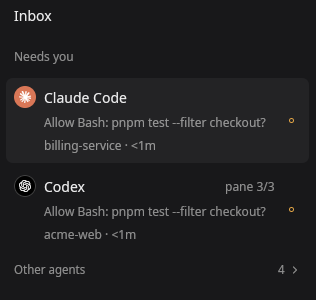 Inbox
Needs you
Claude Code
Allow Bash: pnpm test --filter checkout?
billing-service · <1m
Codex pane 3/3
Allow Bash: pnpm test --filter checkout?
acme-web · <1m
Other agents 4